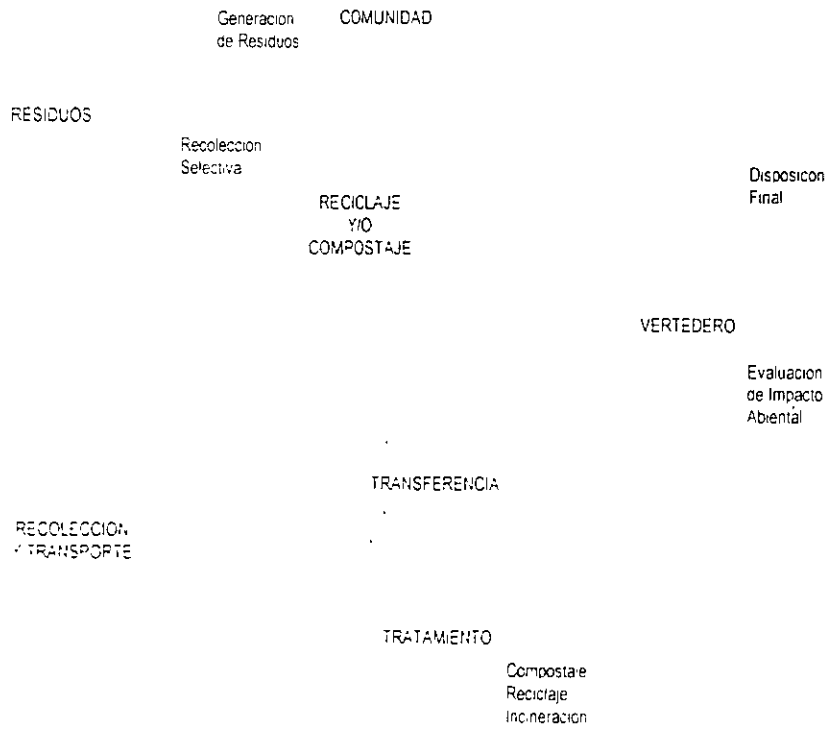 Generacion
de Residuos
COMUNIDAD
RESIDUOS
Recoleccion
Selectiva
RECICLAJE
Y/O
COMPOSTAJE
Disposicon
Final
VERTEDERO
Evaluacion
de Impacto
Abiental
TRANSFERENCIA
RECOLECCION
Y TRANSPORTE
TRATAMIENTO
Compostaje
Reciclaje
Incineracion